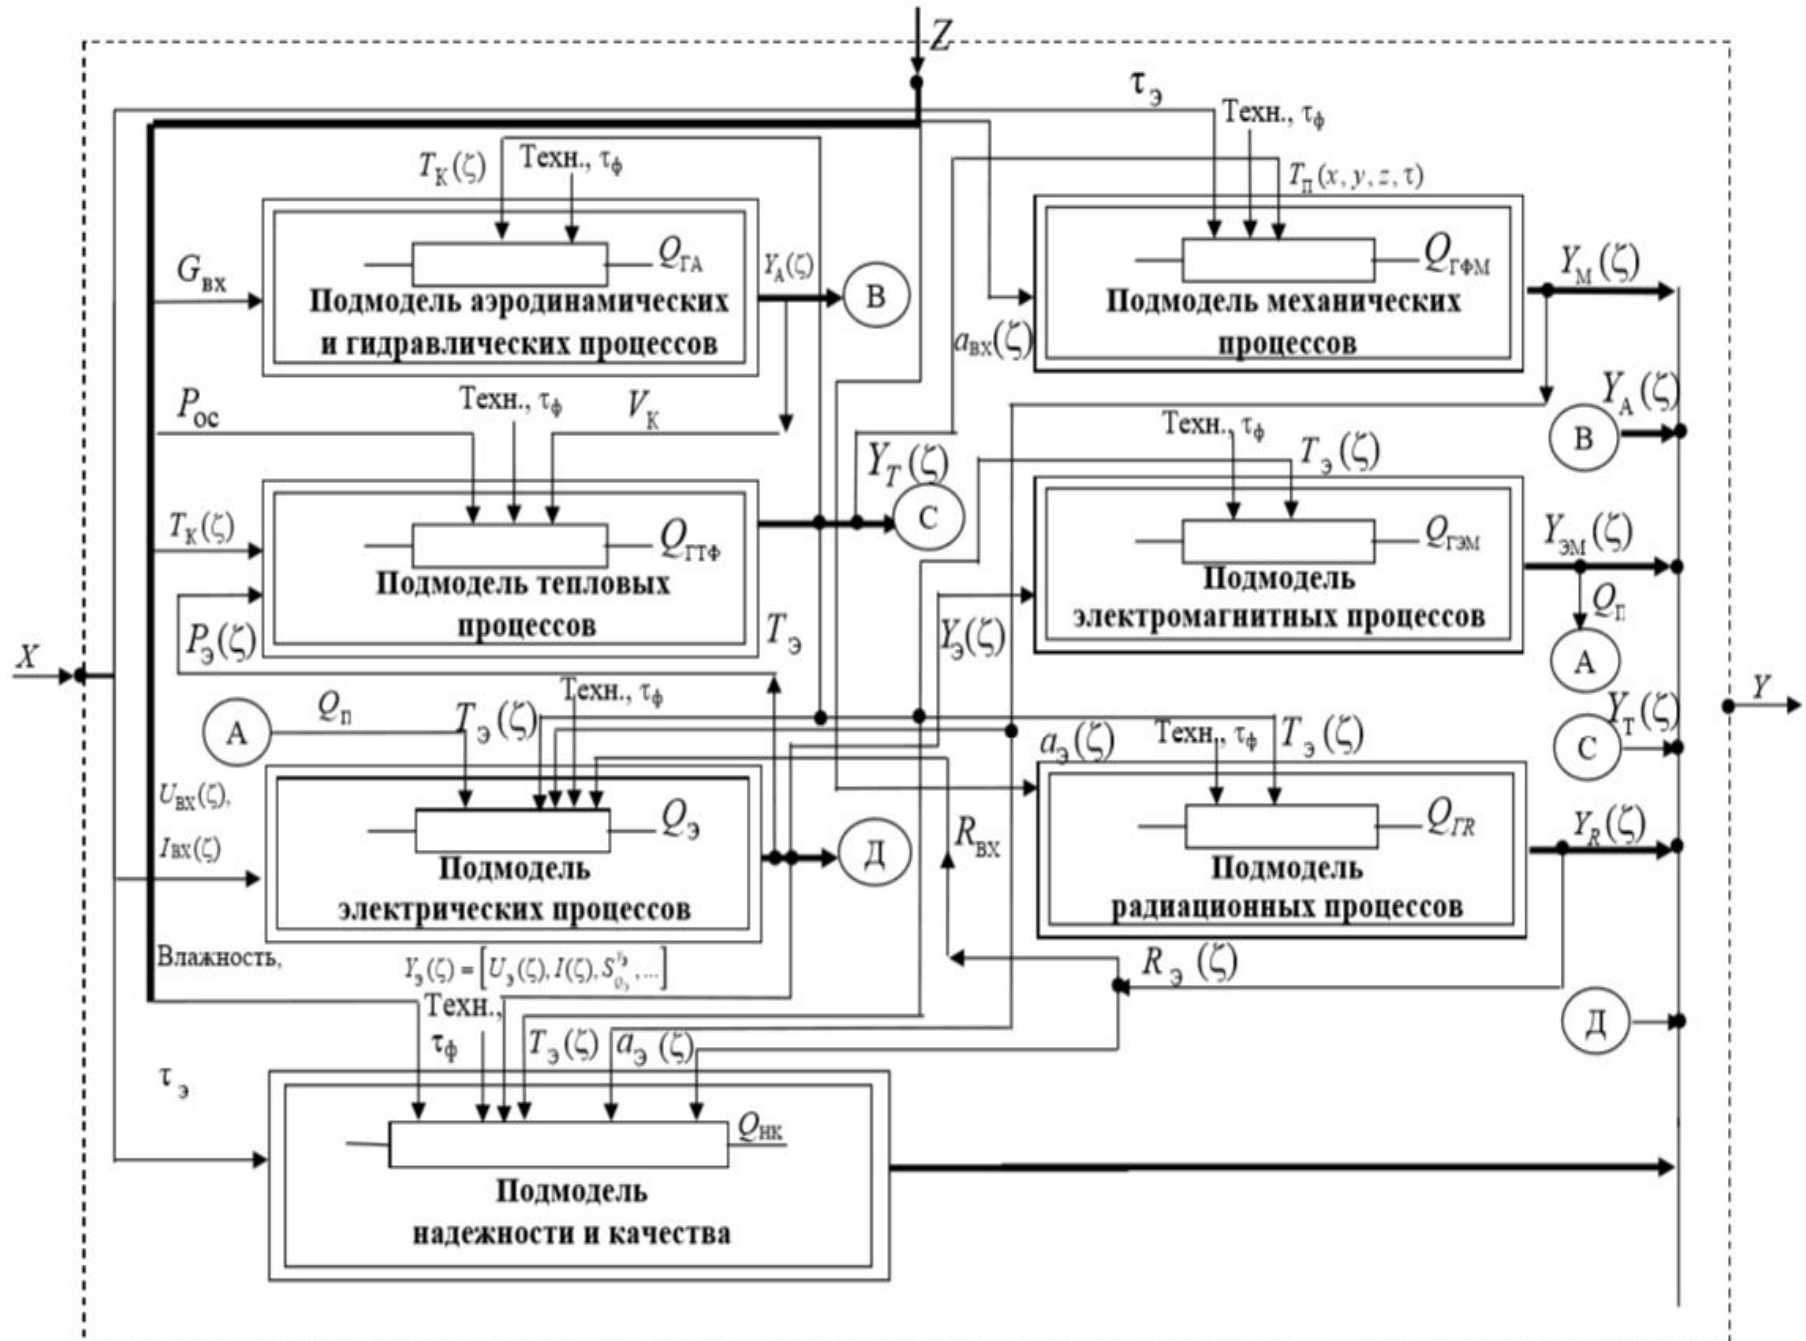 Z
τэ
Техн., τф
Tк(ζ)
Техн., τф
Tп(x, y, z, τ)
Gвх
QГА
YА(ζ)
В
Подмодель аэродинамических
и гидравлических процессов
QГФМ
Подмодель механических
процессов
YМ(ζ)
aвх(ζ)
Pос
Техн., τф
Vк
Техн., τф
Tэ(ζ)
YА(ζ)
В
YT(ζ)
С
Tк(ζ)
QГТФ
Подмодель тепловых
процессов
Pэ(ζ)
Tэ
QГЭМ
Подмодель
электромагнитных процессов
Yэ(ζ)
YЭМ(ζ)
Qп
А
X
Y
А
Qп
Tэ(ζ)
Техн., τф
aэ(ζ)
Техн., τф
Tэ(ζ)
YТ(ζ)
С
Uвх(ζ),
Iвх(ζ)
Qэ
Подмодель
электрических процессов
Д
Rвх
QГR
Подмодель
радиационных процессов
YR(ζ)
Влажность,
Yэ(ζ) = [Uэ(ζ), I(ζ), S Qэ yэ , ...]
Rэ(ζ)
Д
Техн.,
τф
Tэ(ζ)
aэ(ζ)
τэ
QНК
Подмодель
надежности и качества